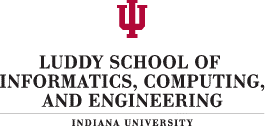 LUDDY SCHOOL OF
INFORMATICS, COMPUTING,
AND ENGINEERING
INDIANA UNIVERSITY